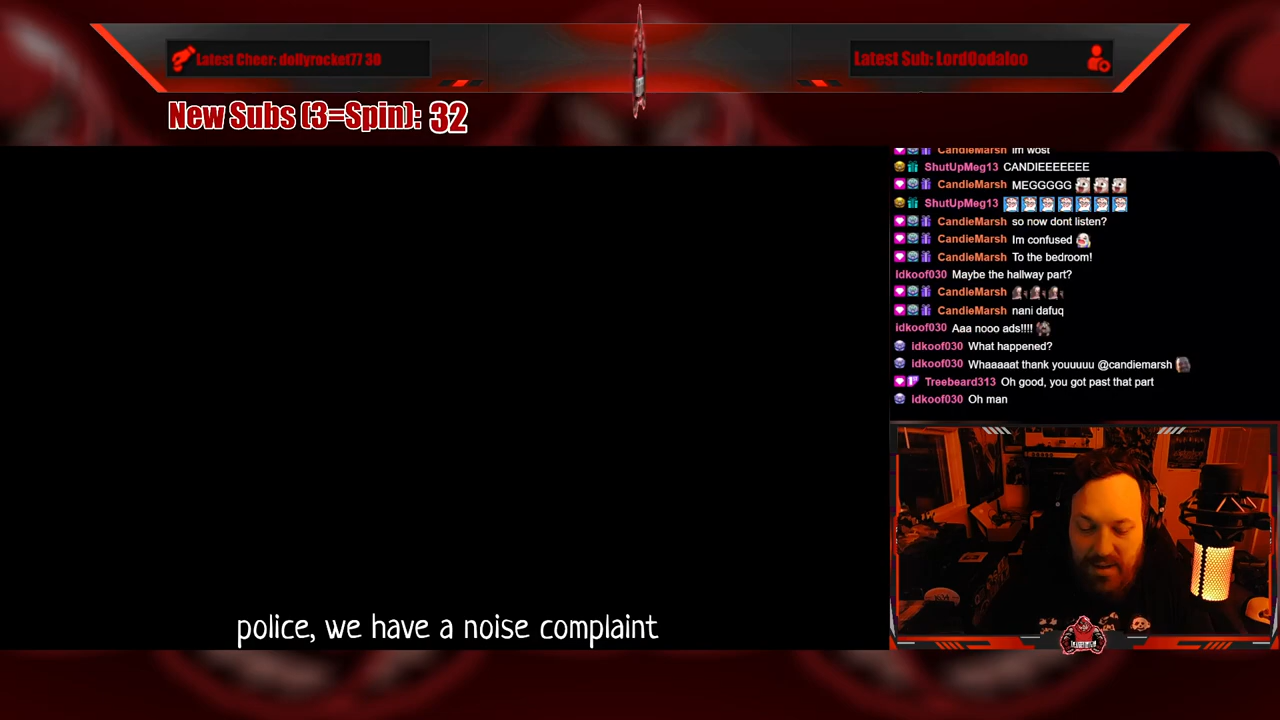 Latest Cheer: dollyrocket77 30
Latest Sub: LordOodaloo
New Subs (3=Spin): 32
CandieMarsh Im wost
ShutUpMeg13 CANDIEEEEEEE
CandieMarsh MEGGGGG
ShutUpMeg13
CandieMarsh so now dont listen?
CandieMarsh Im confused
CandieMarsh To the bedroom!
idkoof030 Maybe the hallway part?
CandieMarsh
CandieMarsh nani dafuq
idkoof030 Aaa nooo ads!!!!
idkoof030 What happened?
idkoof030 Whaaaaat thank youuuuu @candiemarsh
Treebeard313 Oh good, you got past that part
idkoof030 Oh man
police, we have a noise complaint